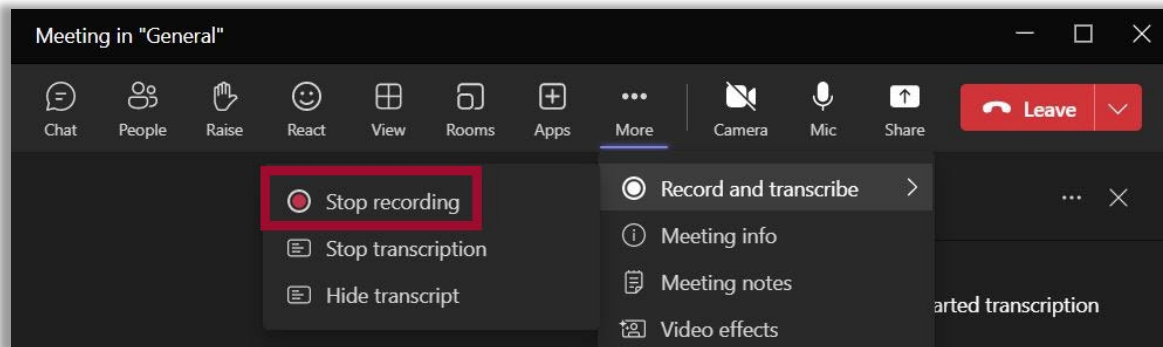 Meeting in "General"
Chat People Raise React View Rooms Apps More Camera Mic Share Leave
Stop recording
Stop transcription
Hide transcript
Record and transcribe
Meeting info
Meeting notes
Video effects
arted transcription